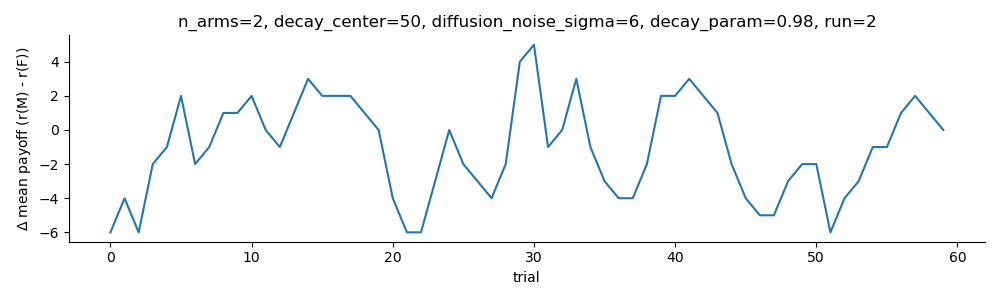 n_arms=2, decay_center=50, diffusion_noise_sigma=6, decay_param=0.98, run=2
Δ mean payoff (r(M) - r(F))
4
2
0
−2
−4
−6
0 10 20 30 40 50 60
trial